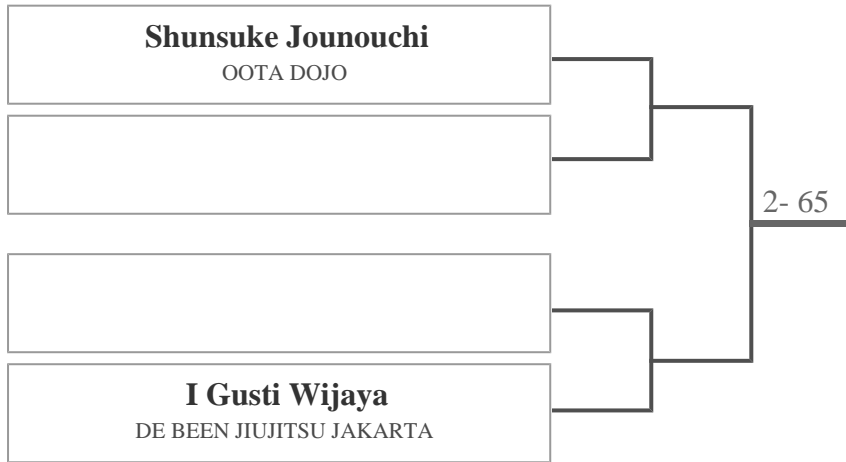 Shunsuke Jounouchi
OOTA DOJO
2- 65
I Gusti Wijaya
DE BEEN JIUJITSU JAKARTA